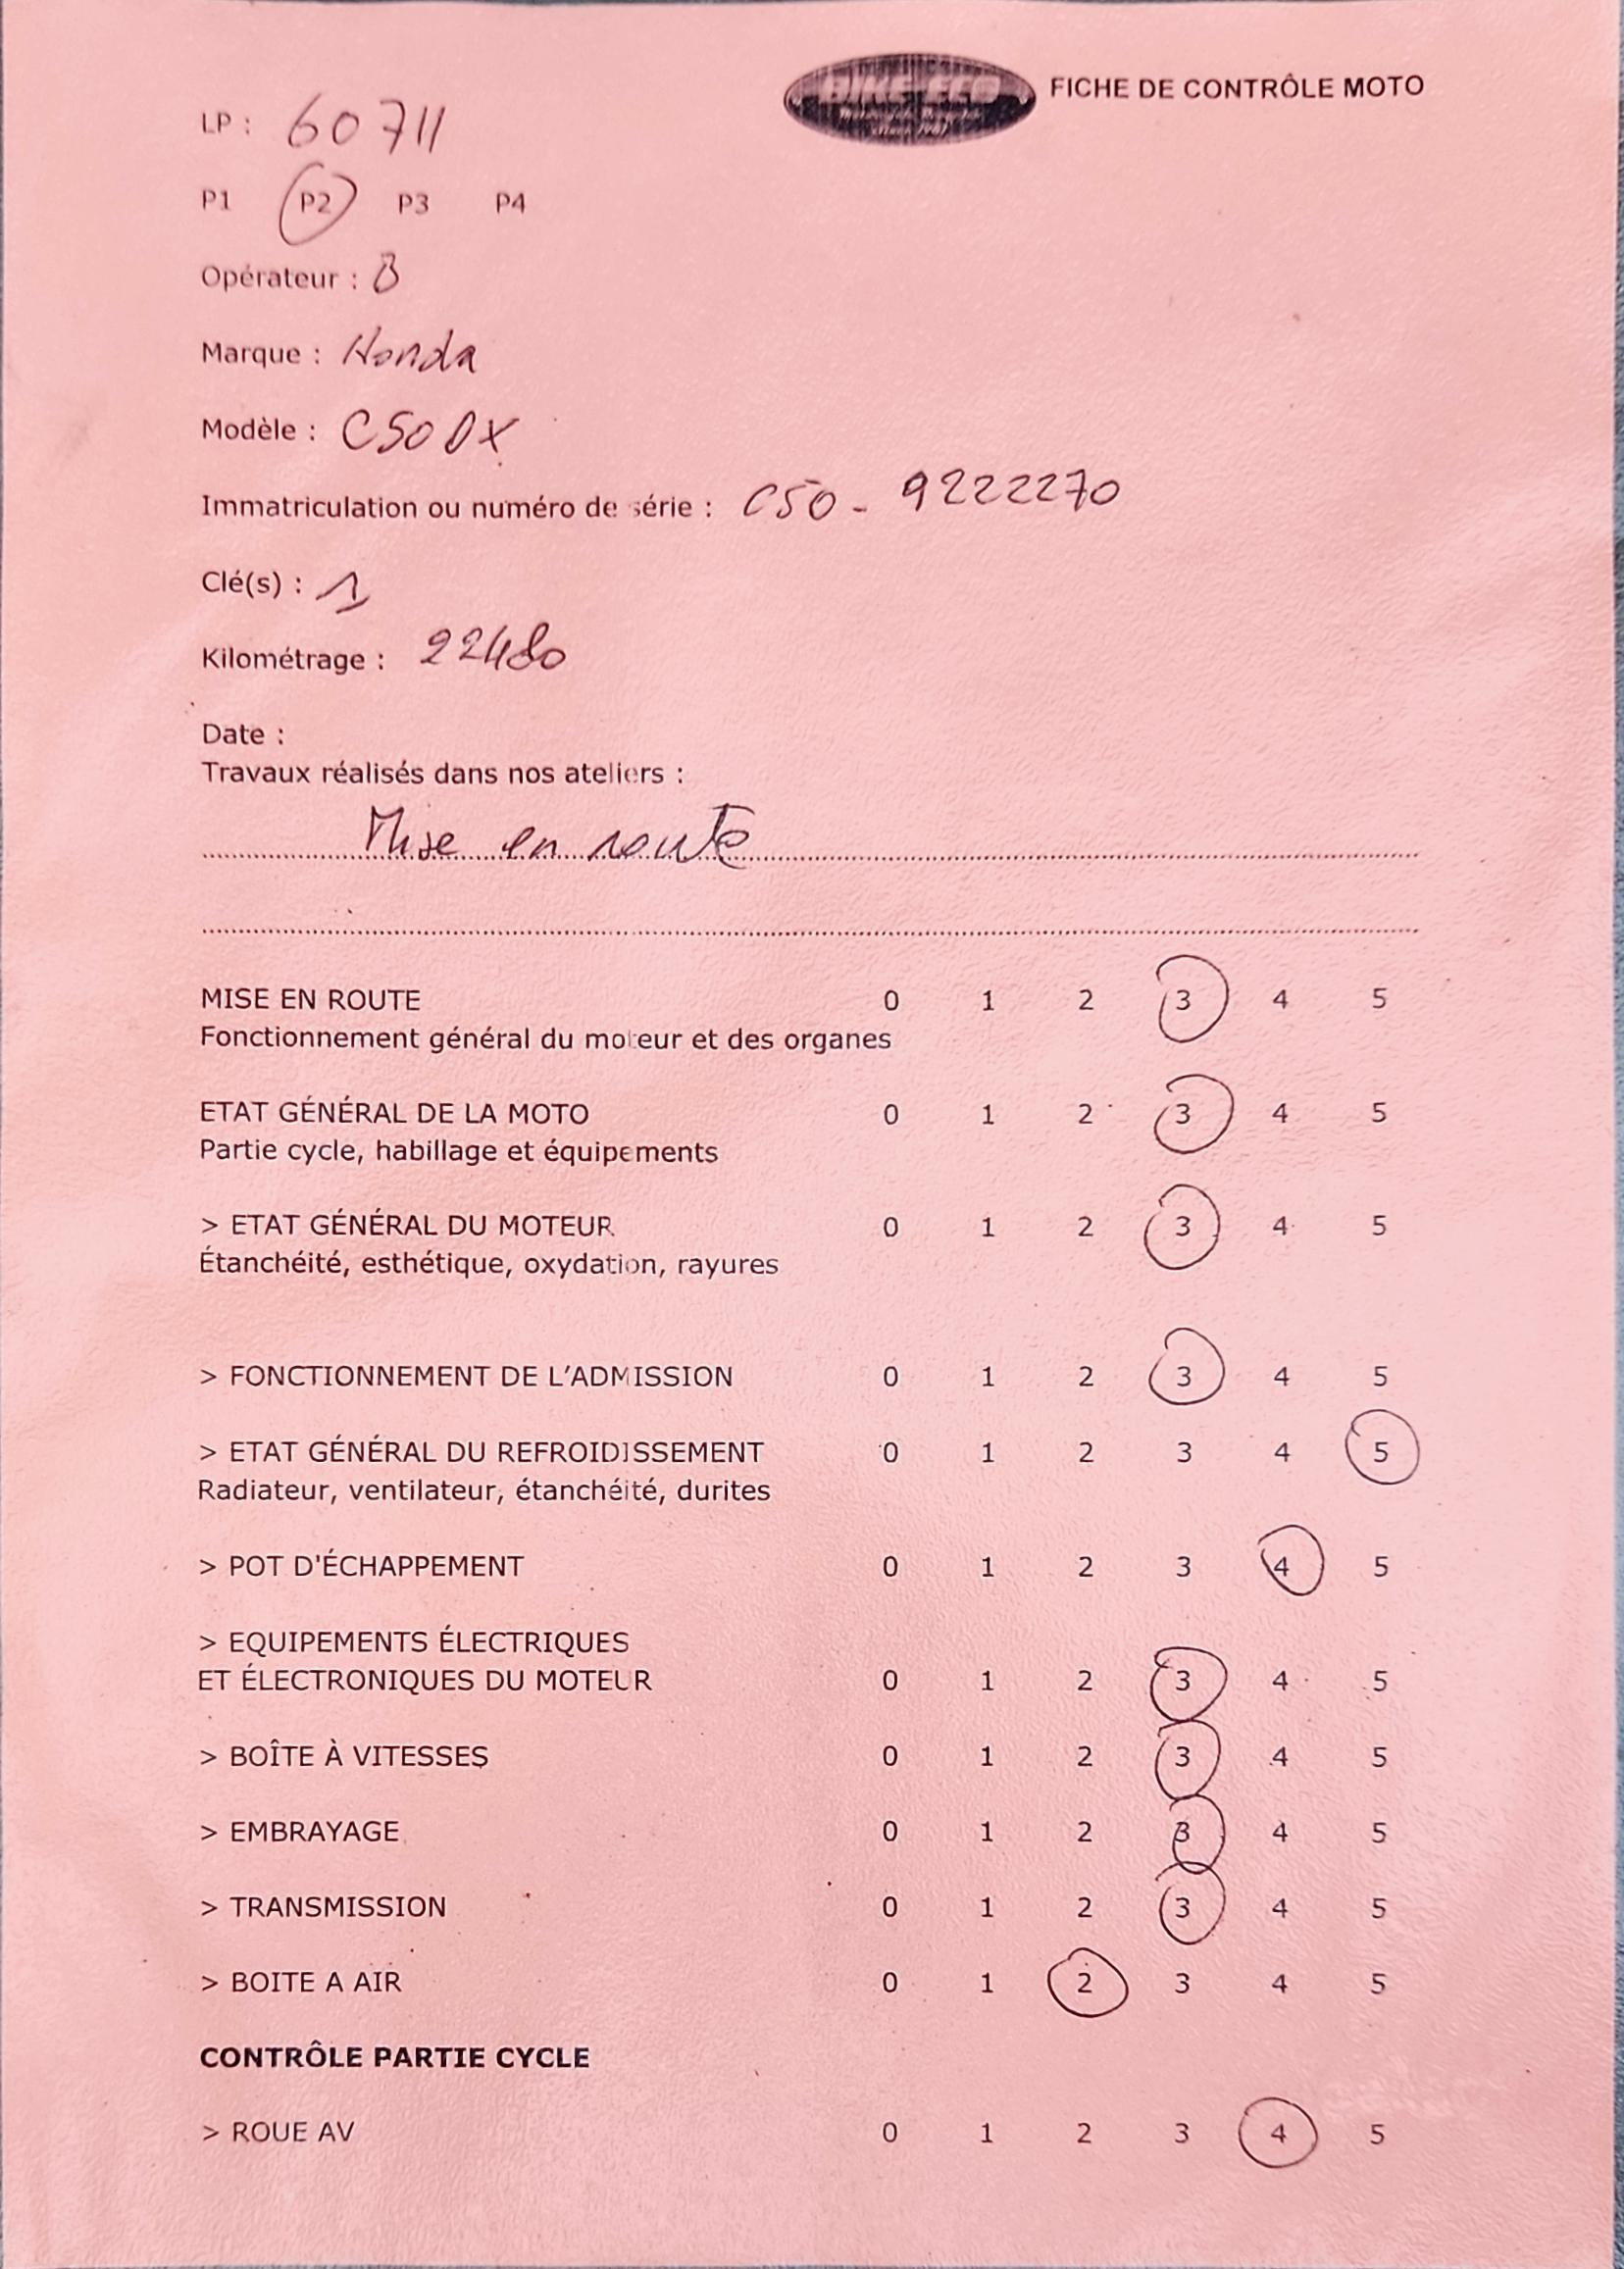 BIKE ECO
FICHE DE CONTRÔLE MOTO
LP : 60711
P1 P2 P3 P4
Opérateur : B
Marque : Honda
Modèle : C50 DX
Immatriculation ou numéro de série : C50 - 9222270
Clé(s) : 1
Kilométrage : 22480
Date :
Travaux réalisés dans nos ateliers :
Mise en route
MISE EN ROUTE 0 1 2 3 4 5
Fonctionnement général du moteur et des organes
ETAT GÉNÉRAL DE LA MOTO 0 1 2 3 4 5
Partie cycle, habillage et équipements
> ETAT GÉNÉRAL DU MOTEUR 0 1 2 3 4 5
Étanchéité, esthétique, oxydation, rayures
> FONCTIONNEMENT DE L'ADMISSION 0 1 2 3 4 5
> ETAT GÉNÉRAL DU REFROIDISSEMENT 0 1 2 3 4 5
Radiateur, ventilateur, étanchéité, durites
> POT D'ÉCHAPPEMENT 0 1 2 3 4 5
> EQUIPEMENTS ÉLECTRIQUES
ET ÉLECTRONIQUES DU MOTEUR 0 1 2 3 4 5
> BOÎTE À VITESSES 0 1 2 3 4 5
> EMBRAYAGE 0 1 2 3 4 5
> TRANSMISSION 0 1 2 3 4 5
> BOITE A AIR 0 1 2 3 4 5
CONTRÔLE PARTIE CYCLE
> ROUE AV 0 1 2 3 4 5